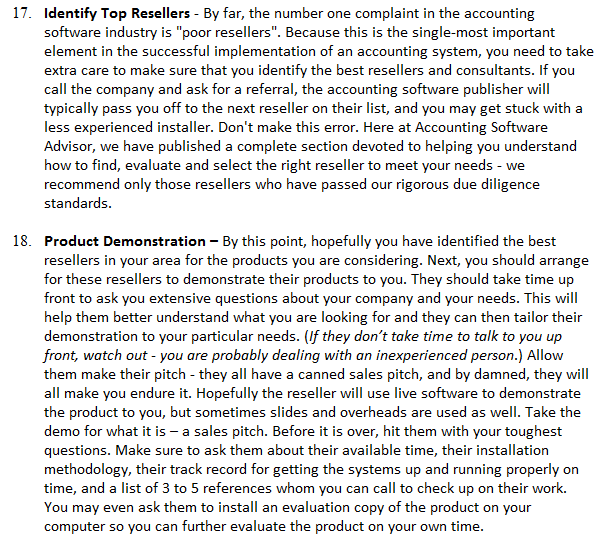 17. Identify Top Resellers - By far, the number one complaint in the accounting
software industry is "poor resellers". Because this is the single-most important
element in the successful implementation of an accounting system, you need to take
extra care to make sure that you identify the best resellers and consultants. If you
call the company and ask for a referral, the accounting software publisher will
typically pass you off to the next reseller on their list, and you may get stuck with a
less experienced installer. Don't make this error. Here at Accounting Software
Advisor, we have published a complete section devoted to helping you understand
how to find, evaluate and select the right reseller to meet your needs - we
recommend only those resellers who have passed our rigorous due diligence
standards.
18. Product Demonstration – By this point, hopefully you have identified the best
resellers in your area for the products you are considering. Next, you should arrange
for these resellers to demonstrate their products to you. They should take time up
front to ask you extensive questions about your company and your needs. This will
help them better understand what you are looking for and they can then tailor their
demonstration to your particular needs. (If they don’t take time to talk to you up
front, watch out - you are probably dealing with an inexperienced person.) Allow
them make their pitch - they all have a canned sales pitch, and by damned, they will
all make you endure it. Hopefully the reseller will use live software to demonstrate
the product to you, but sometimes slides and overheads are used as well. Take the
demo for what it is – a sales pitch. Before it is over, hit them with your toughest
questions. Make sure to ask them about their available time, their installation
methodology, their track record for getting the systems up and running properly on
time, and a list of 3 to 5 references whom you can call to check up on their work.
You may even ask them to install an evaluation copy of the product on your
computer so you can further evaluate the product on your own time.